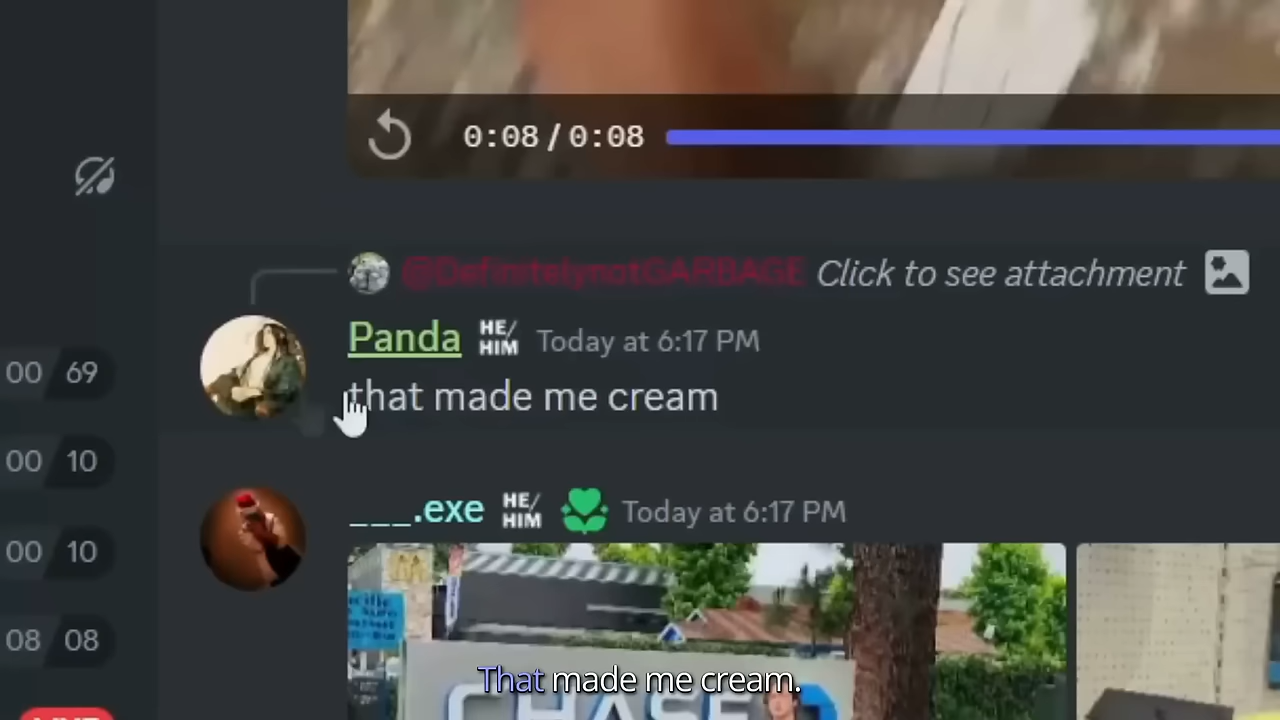 0:08 / 0:08
@DefinitelynotGARBAGE Click to see attachment
Panda HE/HIM Today at 6:17 PM
00 69
that made me cream
00 10
___.exe HE/HIM Today at 6:17 PM
00 10
08 08
CHASE
That made me cream.
LIVE